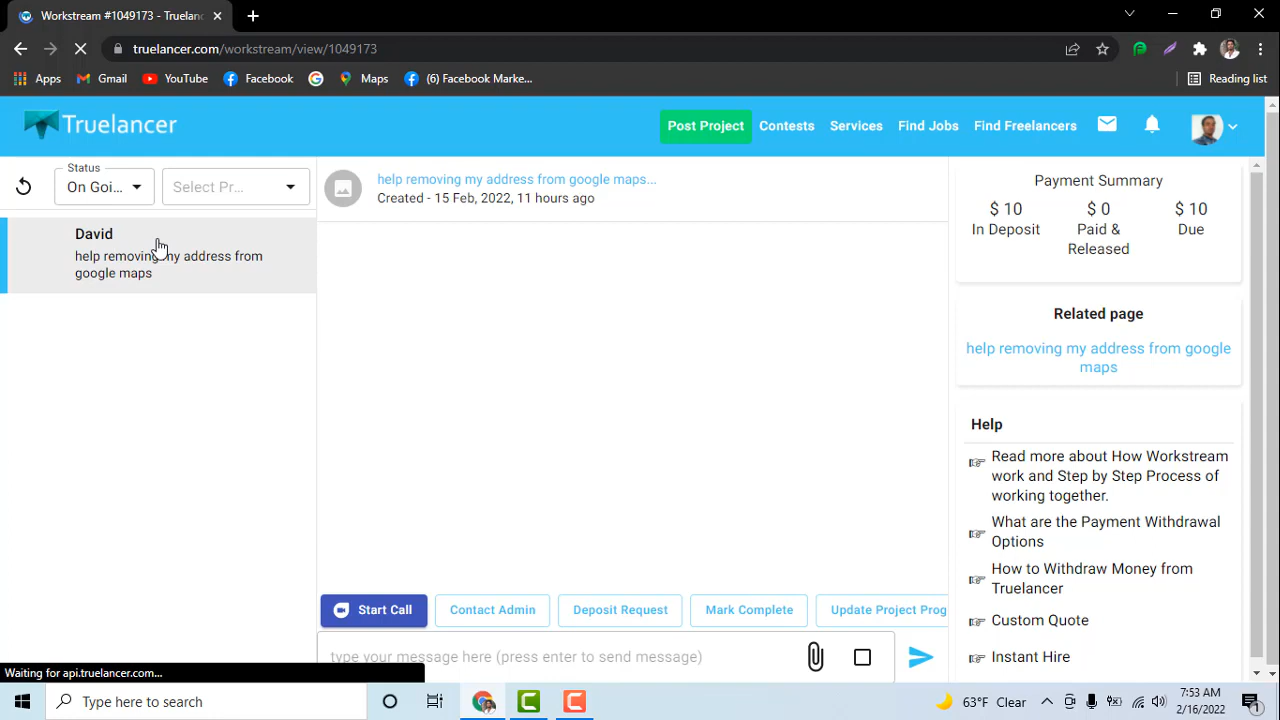 Workstream #1049173 - Truelanc
truelancer.com/workstream/view/1049173
Apps Gmail YouTube Facebook Maps (6) Facebook Marke... Reading list
Truelancer
Post Project Contests Services Find Jobs Find Freelancers
Status
On Goi...
Select Pr...
David
help removing my address from
google maps
help removing my address from google maps...
Created - 15 Feb, 2022, 11 hours ago
Payment Summary
$ 10 $ 0 $ 10
In Deposit Paid & Due
Released
Related page
help removing my address from google
maps
Help
Read more about How Workstream
work and Step by Step Process of
working together.
What are the Payment Withdrawal
Options
How to Withdraw Money from
Truelancer
Custom Quote
Instant Hire
Start Call Contact Admin Deposit Request Mark Complete Update Project Prog
type your message here (press enter to send message)
Waiting for api.truelancer.com...
Type here to search
63°F Clear
7:53 AM
2/16/2022
1